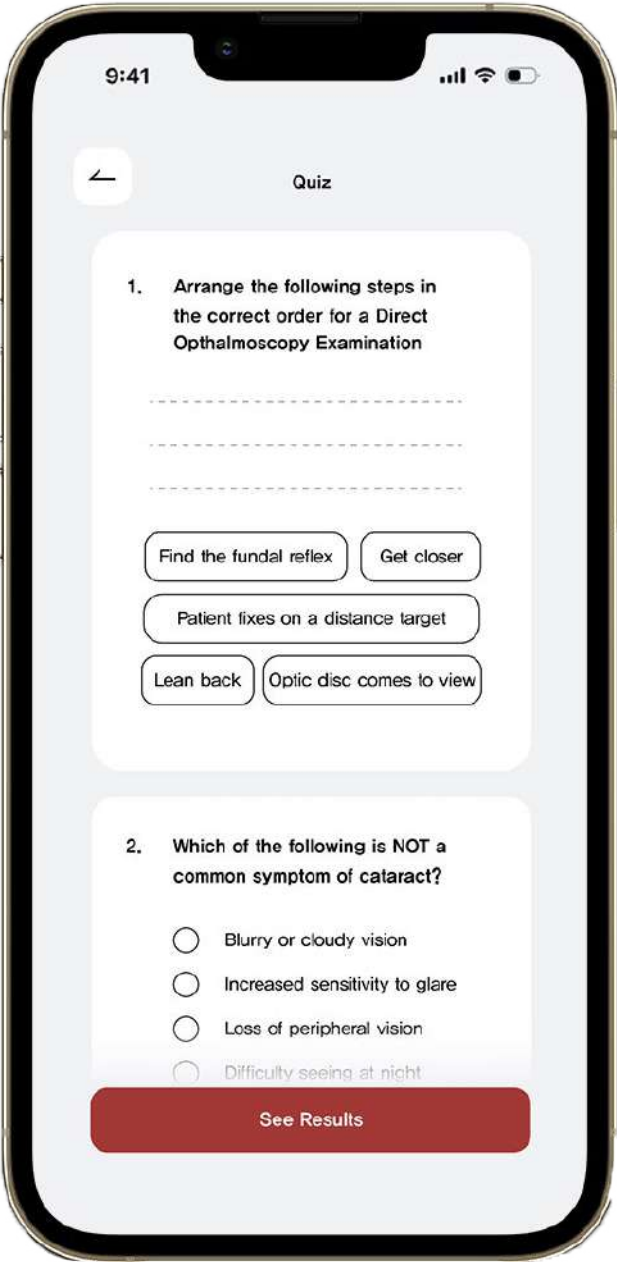 9:41
Quiz
1. Arrange the following steps in
the correct order for a Direct
Opthalmoscopy Examination
Find the fundal reflex
Get closer
Patient fixes on a distance target
Lean back
Optic disc comes to view
2. Which of the following is NOT a
common symptom of cataract?
Blurry or cloudy vision
Increased sensitivity to glare
Loss of peripheral vision
Difficulty seeing at night
See Results